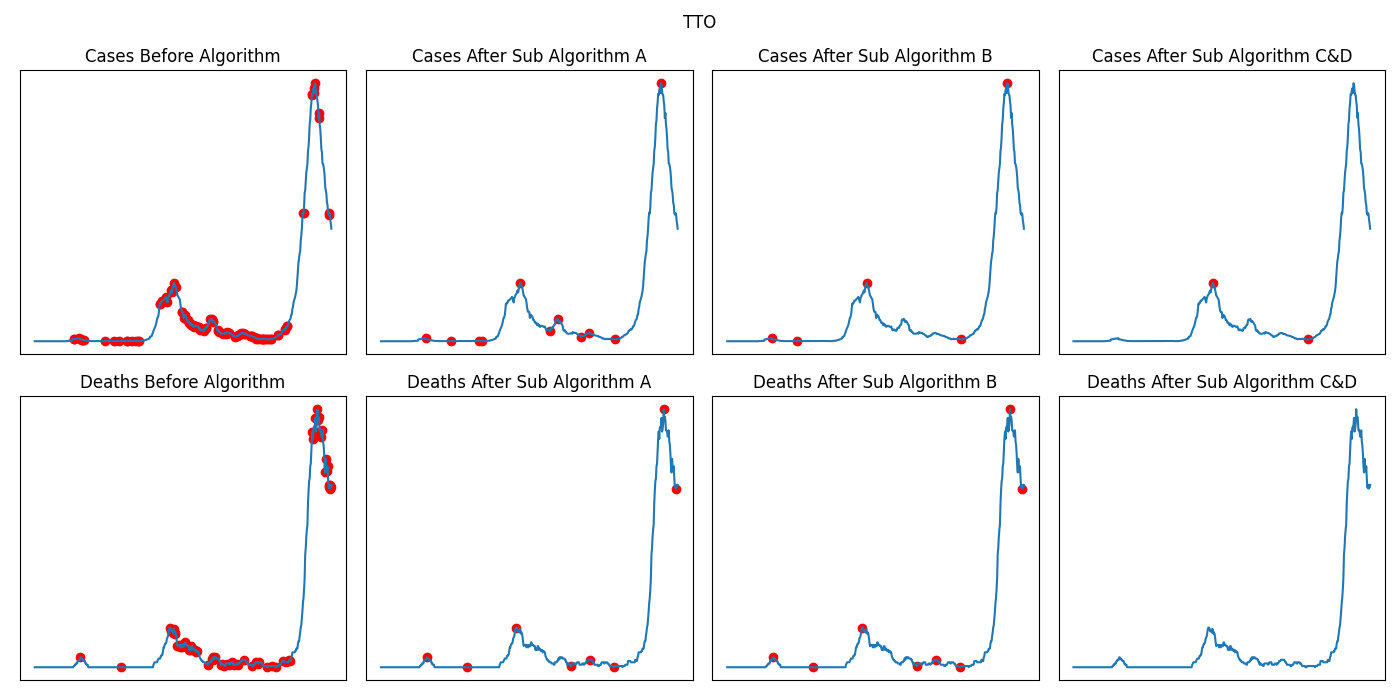 TTO
Cases Before Algorithm
Cases After Sub Algorithm A
Cases After Sub Algorithm B
Cases After Sub Algorithm C&D
Deaths Before Algorithm
Deaths After Sub Algorithm A
Deaths After Sub Algorithm B
Deaths After Sub Algorithm C&D